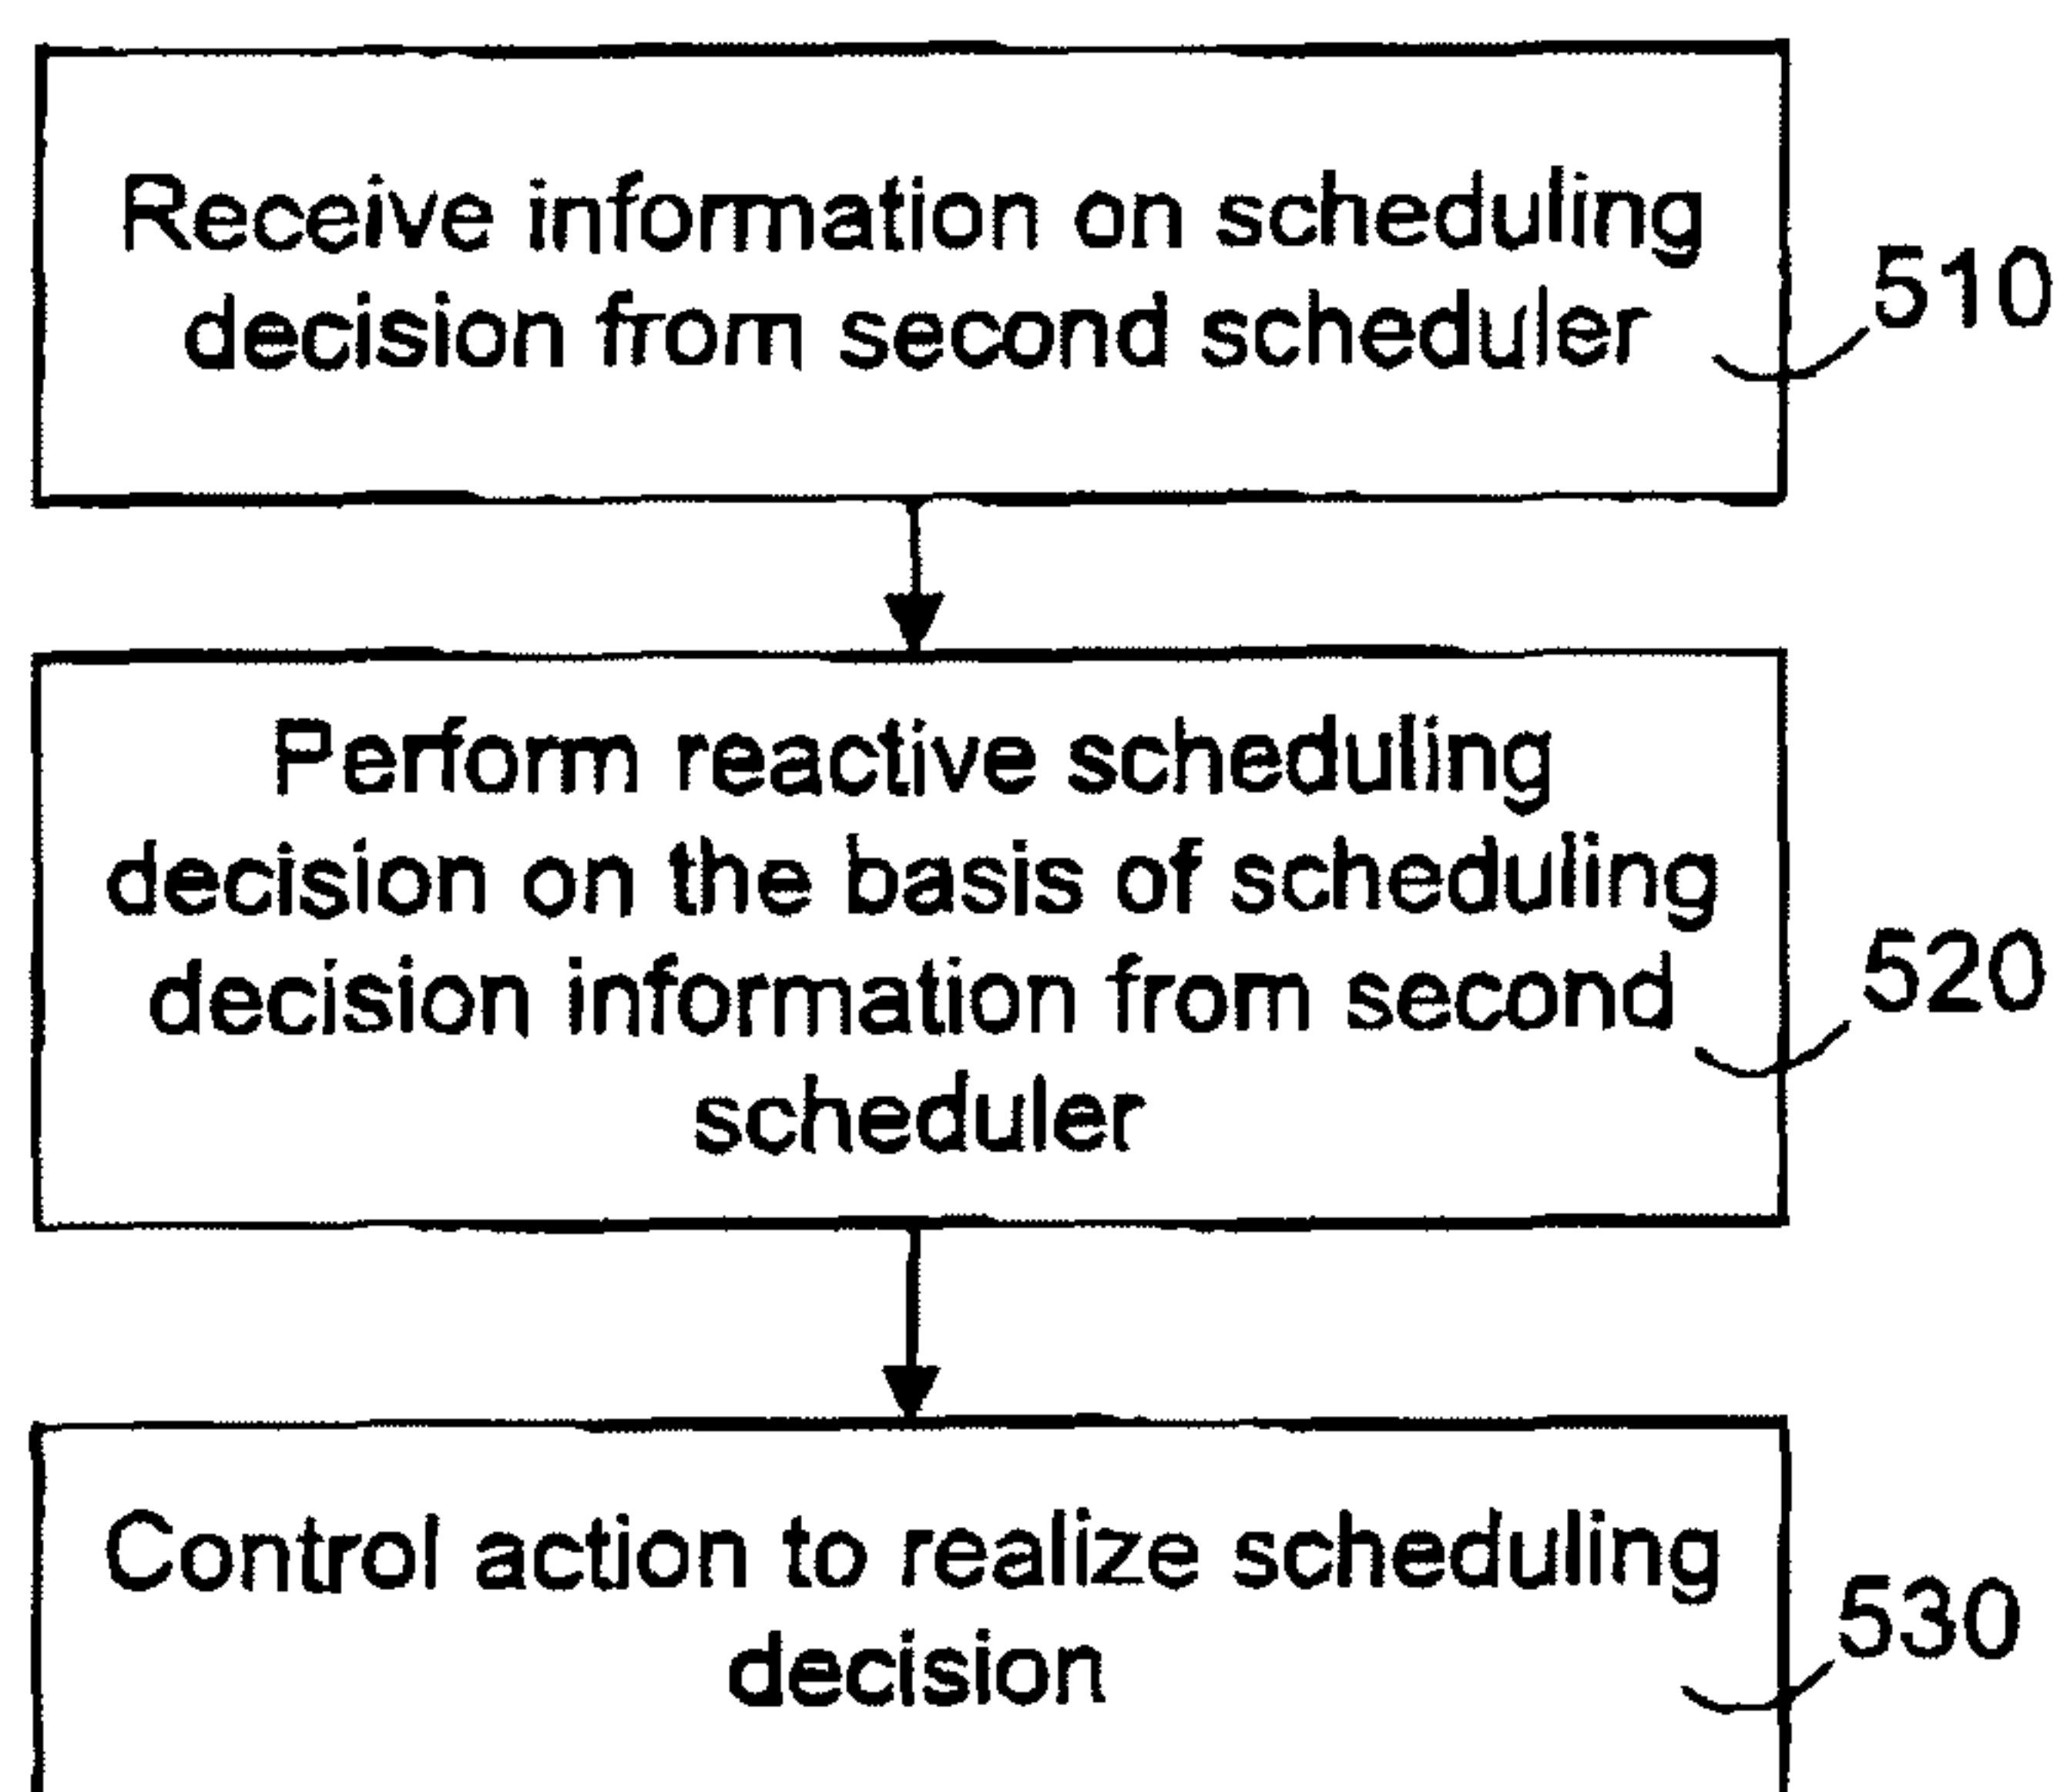 Receive information on scheduling
decision from second scheduler
510
Perform reactive scheduling
decision on the basis of scheduling
decision information from second
scheduler
520
Control action to realize scheduling
decision
530